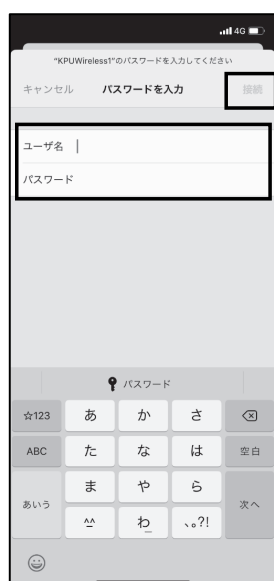 4G
“KPUWireless1”のパスワードを入力してください
キャンセル パスワードを入力 接続
ユーザ名
パスワード
パスワード
☆123 あ か さ
ABC た な は 空白
あいう ま や ら 次へ
^^ わ 、。?!